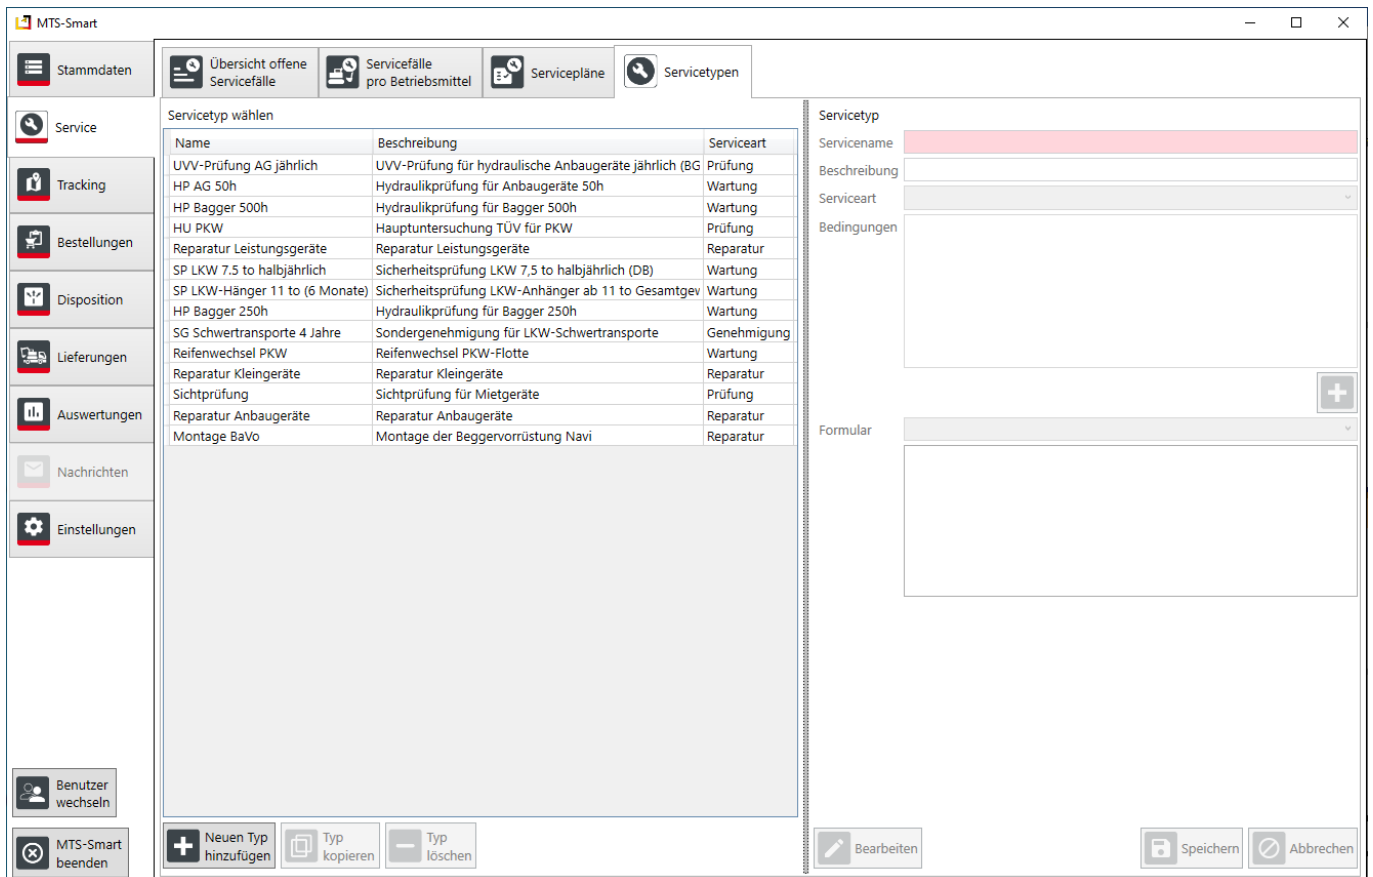 MTS-Smart
Stammdaten
Service
Tracking
Bestellungen
Disposition
Lieferungen
Auswertungen
Nachrichten
Einstellungen
Benutzer
wechseln
MTS-Smart
beenden
Übersicht offene
Servicefälle
Servicefälle
pro Betriebsmittel
Servicepläne
Servicetypen
Servicetyp wählen
Name Beschreibung Serviceart
UVV-Prüfung AG jährlich UVV-Prüfung für hydraulische Anbaugeräte jährlich (BG Prüfung
HP AG 50h Hydraulikprüfung für Anbaugeräte 50h Wartung
HP Bagger 500h Hydraulikprüfung für Bagger 500h Wartung
HU PKW Hauptuntersuchung TÜV für PKW Prüfung
Reparatur Leistungsgeräte Reparatur Leistungsgeräte Reparatur
SP LKW 7.5 to halbjährlich Sicherheitsprüfung LKW 7,5 to halbjährlich (DB) Wartung
SP LKW-Hänger 11 to (6 Monate) Sicherheitsprüfung LKW-Anhänger ab 11 to Gesamtgew Wartung
HP Bagger 250h Hydraulikprüfung für Bagger 250h Wartung
SG Schwertransporte 4 Jahre Sondergenehmigung für LKW-Schwertransporte Genehmigung
Reifenwechsel PKW Reifenwechsel PKW-Flotte Wartung
Reparatur Kleingeräte Reparatur Kleingeräte Reparatur
Sichtprüfung Sichtprüfung für Mietgeräte Prüfung
Reparatur Anbaugeräte Reparatur Anbaugeräte Reparatur
Montage BaVo Montage der Beggervorrüstung Navi Reparatur
Neuen Typ
hinzufügen
Typ
kopieren
Typ
löschen
Servicetyp
Servicename
Beschreibung
Serviceart
Bedingungen
Formular
Bearbeiten
Speichern
Abbrechen